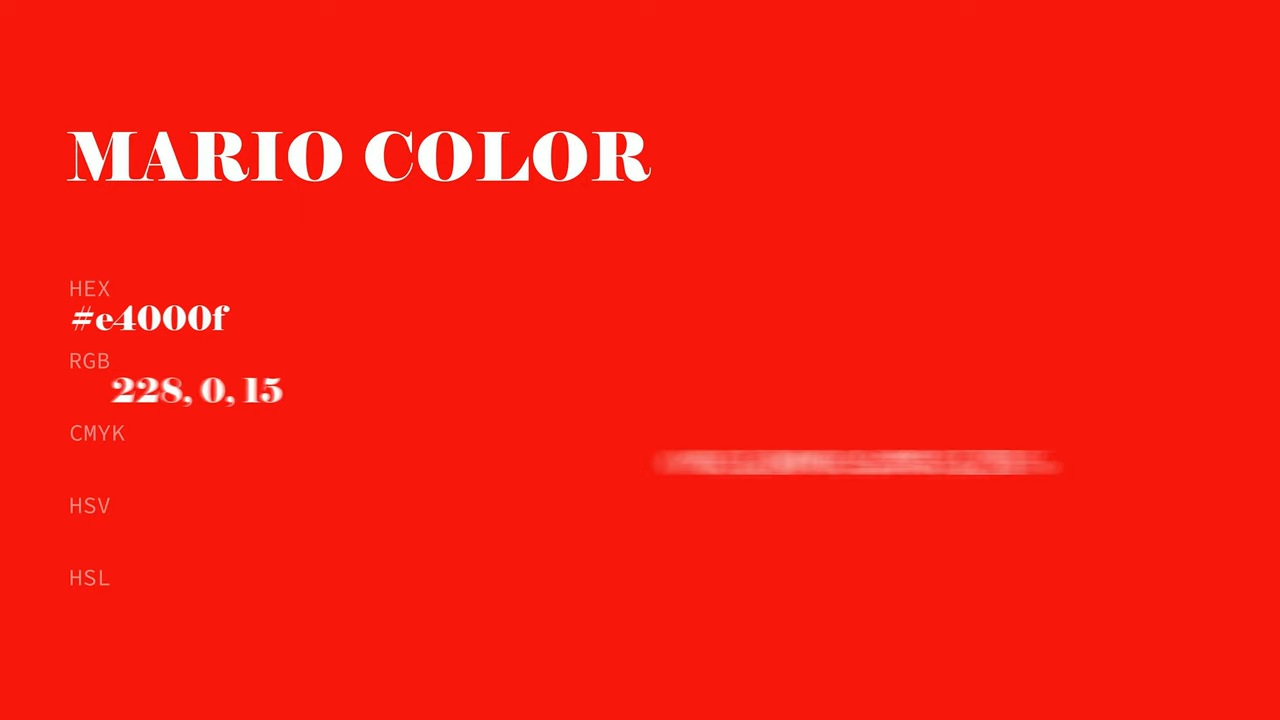 MARIO COLOR
HEX
#e4000f
RGB
228, 0, 15
CMYK
HSV
HSL